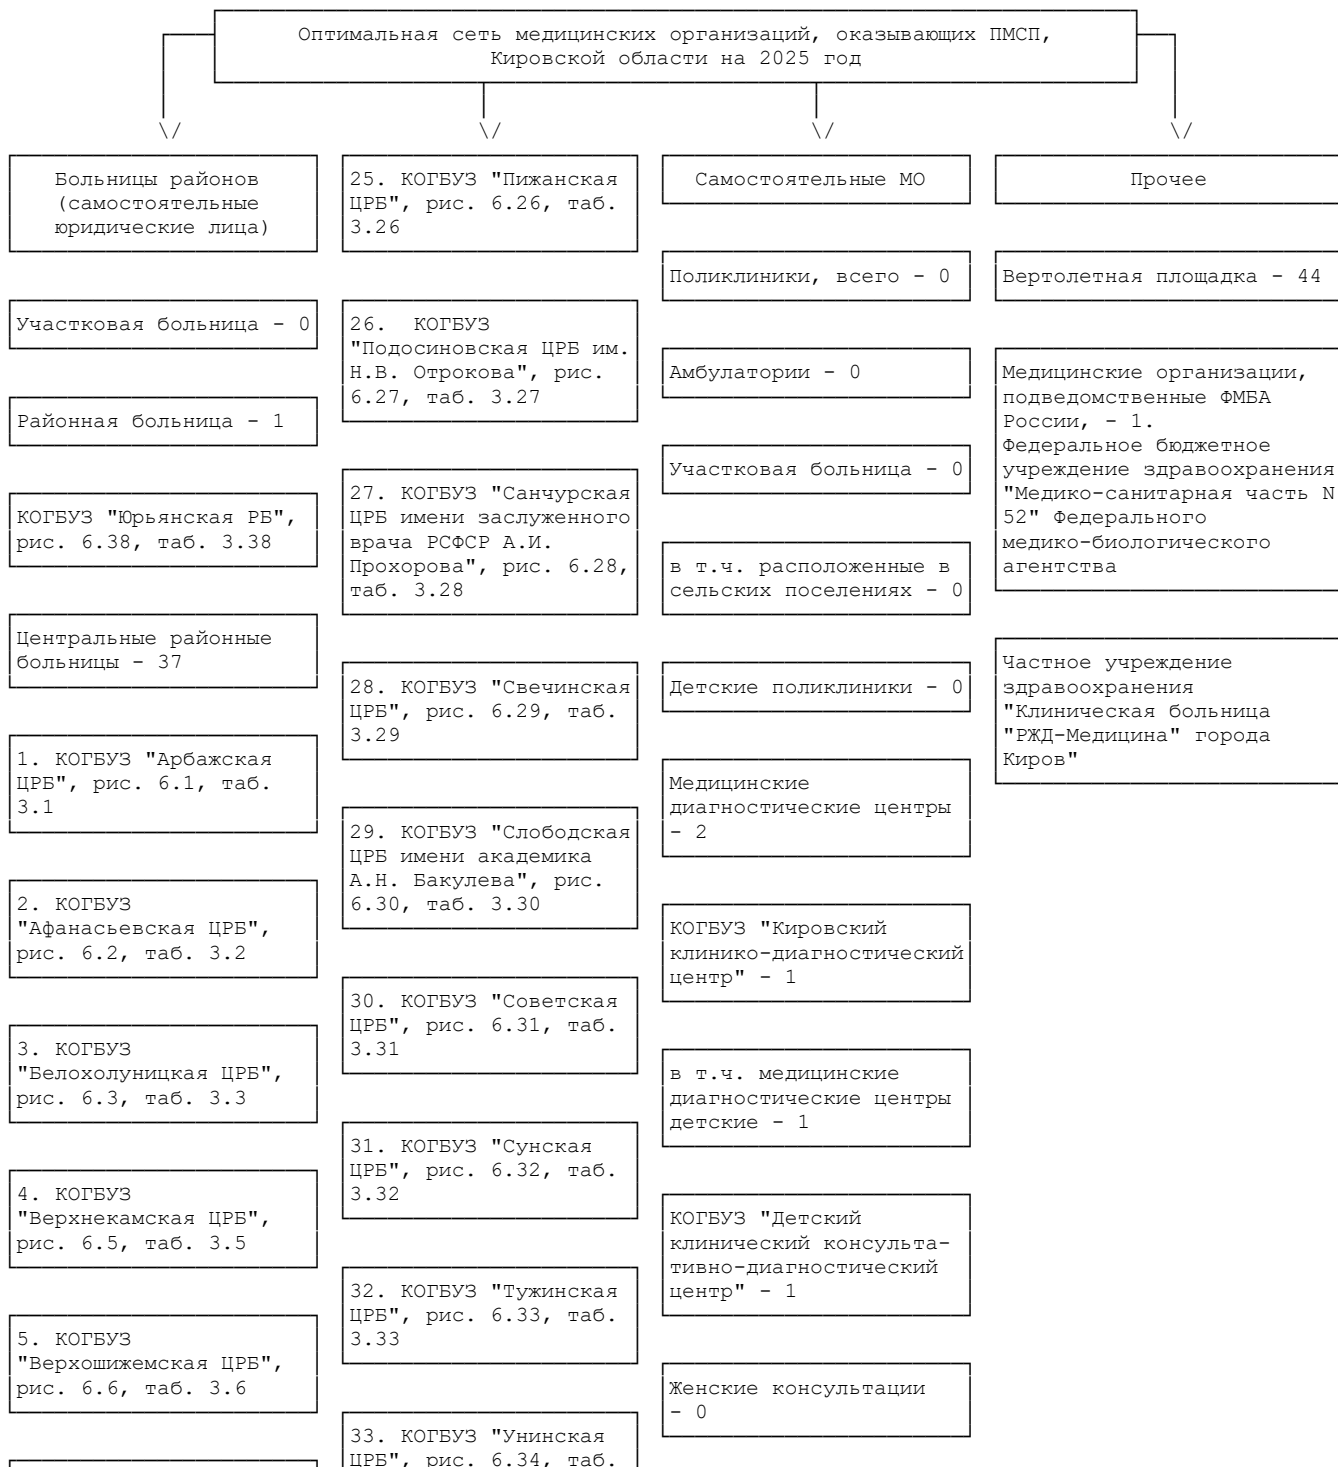 Оптимальная сеть медицинских организаций, оказывающих ПМСП,
Кировской области на 2025 год
\/
\/
\/
\/
Больницы районов
(самостоятельные
юридические лица)
Участковая больница - 0
Районная больница - 1
КОГБУЗ "Юрьянская РБ",
рис. 6.38, таб. 3.38
Центральные районные
больницы - 37
1. КОГБУЗ "Арбажская
ЦРБ", рис. 6.1, таб.
3.1
2. КОГБУЗ
"Афанасьевская ЦРБ",
рис. 6.2, таб. 3.2
3. КОГБУЗ
"Белохолуницкая ЦРБ",
рис. 6.3, таб. 3.3
4. КОГБУЗ
"Верхнекамская ЦРБ",
рис. 6.5, таб. 3.5
5. КОГБУЗ
"Верхошижемская ЦРБ",
рис. 6.6, таб. 3.6
25. КОГБУЗ "Пижанская
ЦРБ", рис. 6.26, таб.
3.26
26. КОГБУЗ
"Подосиновская ЦРБ им.
Н.В. Отрокова", рис.
6.27, таб. 3.27
27. КОГБУЗ "Санчурская
ЦРБ имени заслуженного
врача РСФСР А.И.
Прохорова", рис. 6.28,
таб. 3.28
28. КОГБУЗ "Свечинская
ЦРБ", рис. 6.29, таб.
3.29
29. КОГБУЗ "Слободская
ЦРБ имени академика
А.Н. Бакулева", рис.
6.30, таб. 3.30
30. КОГБУЗ "Советская
ЦРБ", рис. 6.31, таб.
3.31
31. КОГБУЗ "Сунская
ЦРБ", рис. 6.32, таб.
3.32
32. КОГБУЗ "Тужинская
ЦРБ", рис. 6.33, таб.
3.33
33. КОГБУЗ "Унинская
ЦРБ", рис. 6.34, таб.
Самостоятельные МО
Поликлиники, всего - 0
Амбулатории - 0
Участковая больница - 0
в т.ч. расположенные в
сельских поселениях - 0
Детские поликлиники - 0
Медицинские
диагностические центры
- 2
КОГБУЗ "Кировский
клинико-диагностический
центр" - 1
в т.ч. медицинские
диагностические центры
детские - 1
КОГБУЗ "Детский
клинический консульта-
тивно-диагностический
центр" - 1
Женские консультации
- 0
Прочее
Вертолетная площадка - 44
Медицинские организации,
подведомственные ФМБА
России, - 1.
Федеральное бюджетное
учреждение здравоохранения
"Медико-санитарная часть N
52" Федерального
медико-биологического
агентства
Частное учреждение
здравоохранения
"Клиническая больница
"РЖД-Медицина" города
Киров"